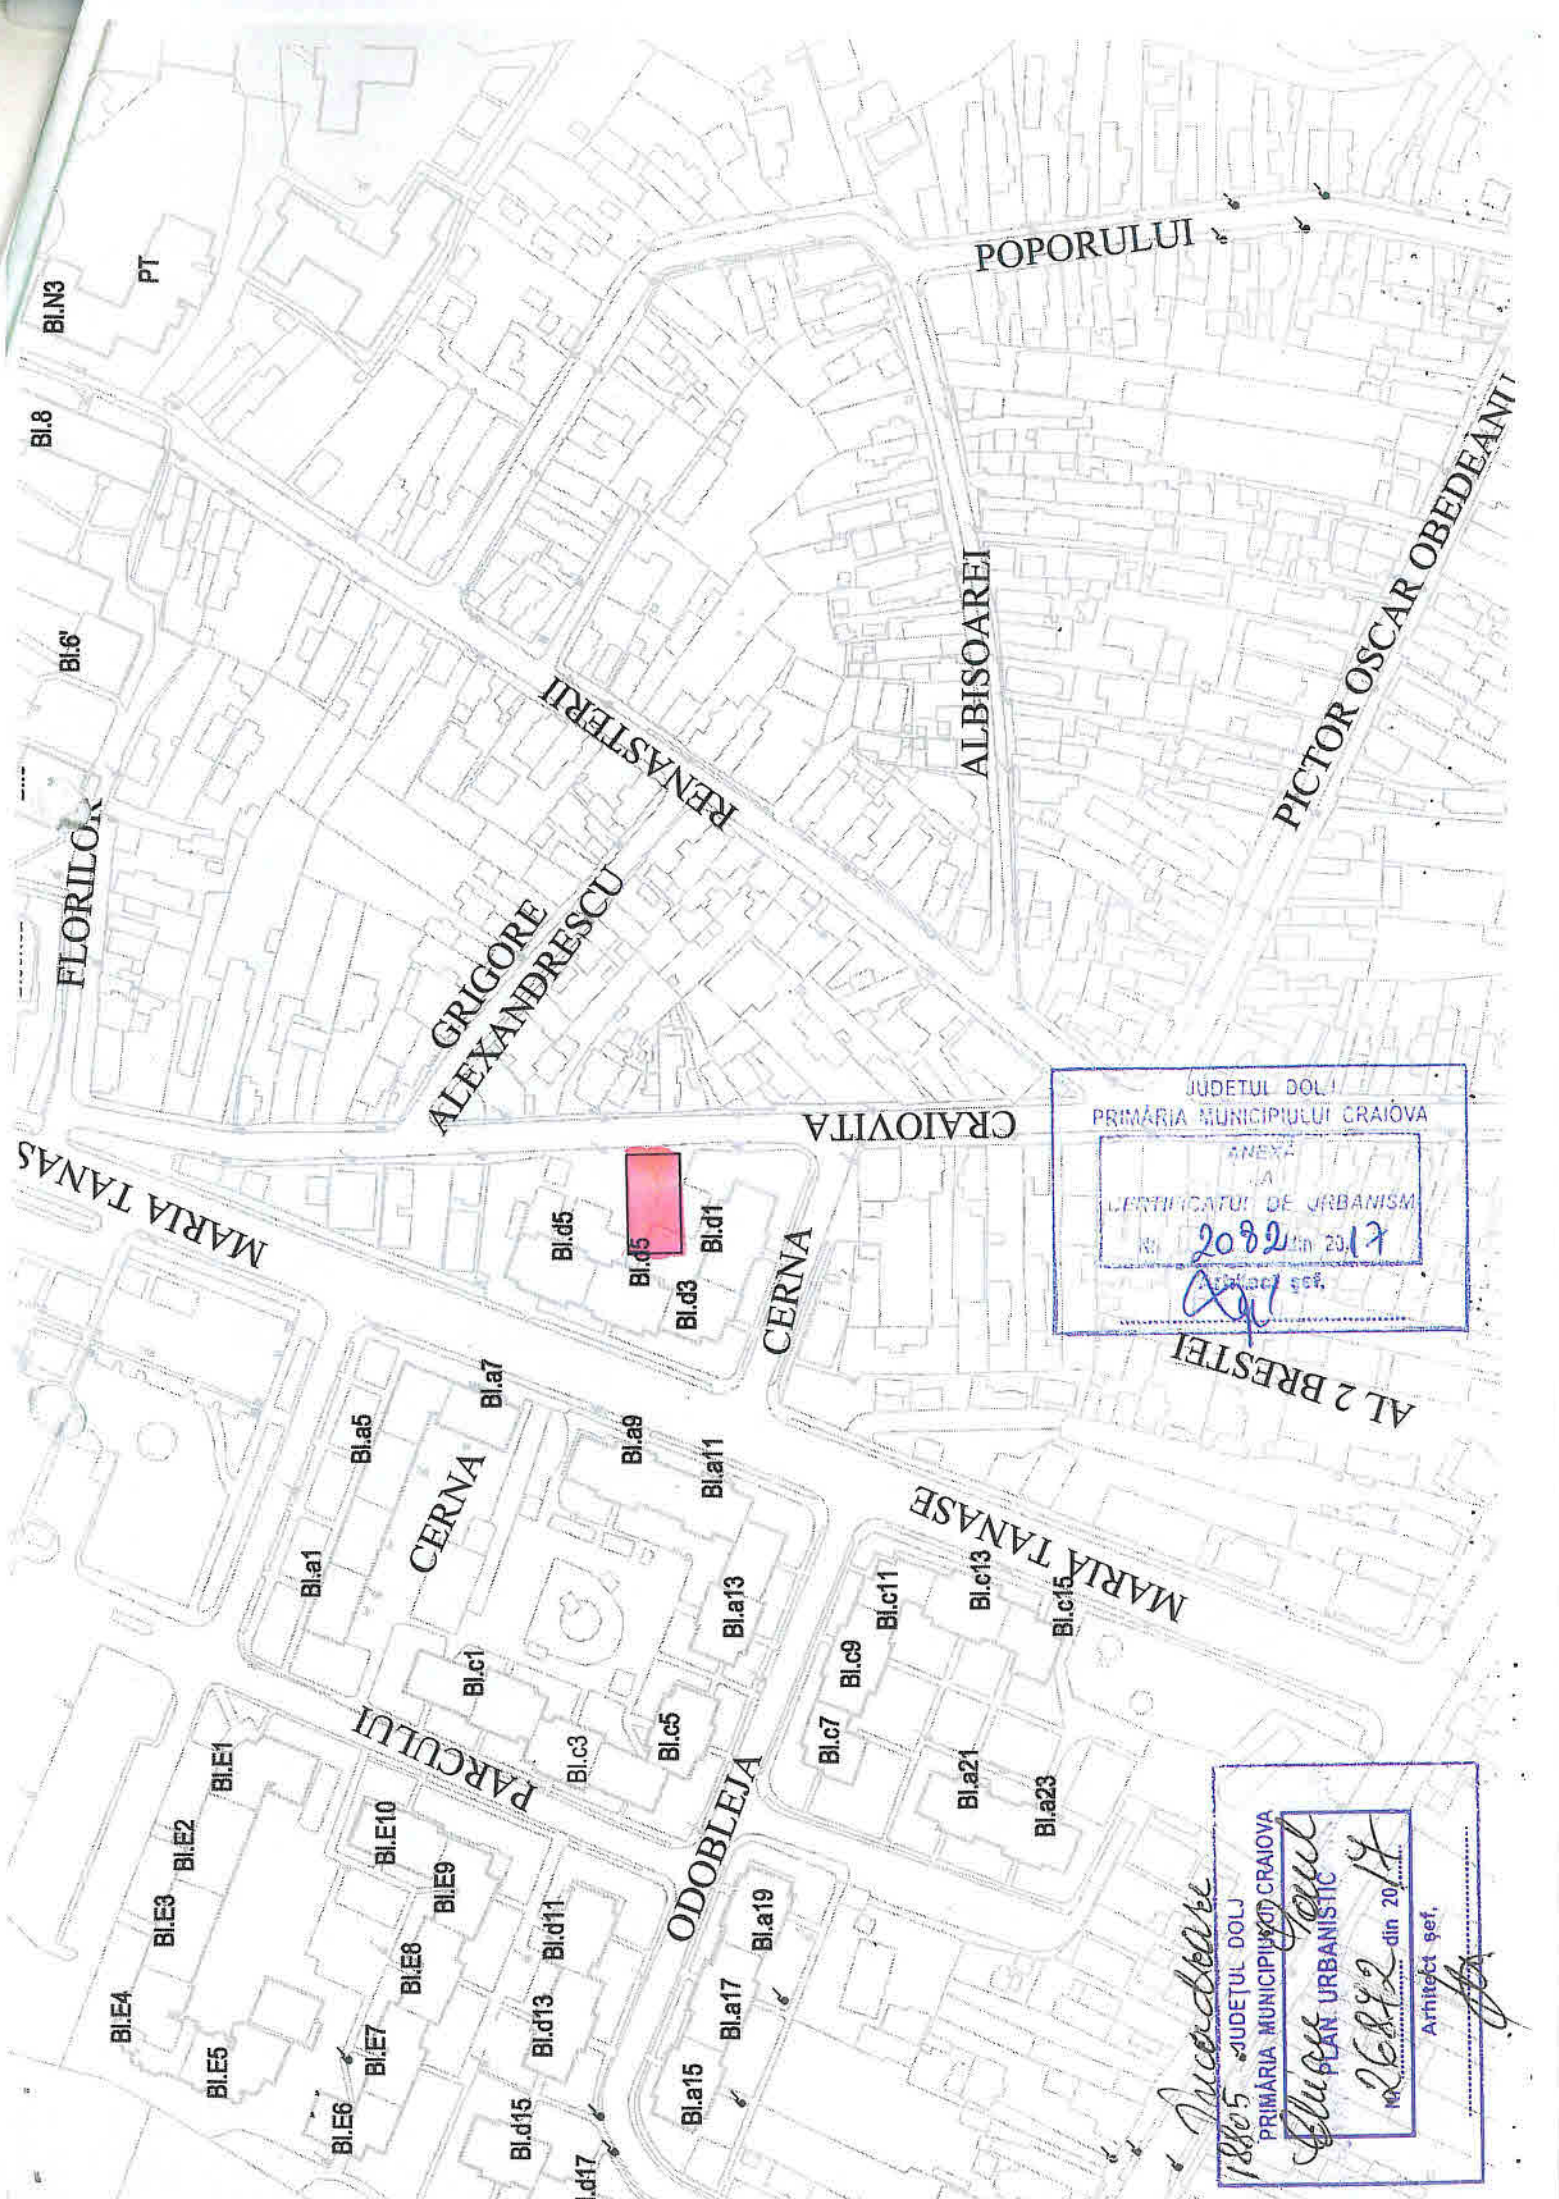 Bl.N3
PT
Bl.8
Bl.6'
FLORILOR
POPORULUI
RENASTERII
ALBISOAREI
PICTOR OSCAR OBEDEANU
GRIGORE
ALEXANDRESCU
MARIA TANAS
CRAIOVITA
Bl.d5
Bl.d5
Bl.d1
Bl.d3
CERNA
JUDETUL DOLJ
PRIMĂRIA MUNICIPIULUI CRAIOVA
ANEXA
LA
CERTIFICATUL DE URBANISM
Nr. 2082 din 2017
Arhitect şef,
AL 2 BRESTEI
Bl.a7
Bl.a5
Bl.a9
Bl.a11
CERNA
Bl.a1
Bl.a13
MARIA TANASE
Bl.c11
Bl.c13
Bl.c15
Bl.c9
Bl.c1
PARCULUI
Bl.c3
Bl.c5
Bl.c7
Bl.a21
Bl.a23
ODOBLEJA
Bl.E1
Bl.E2
Bl.E3
Bl.E10
Bl.E9
Bl.E8
Bl.d11
Bl.a19
Bl.E4
Bl.E5
Bl.E7
Bl.d13
Bl.a17
Bl.E6
Bl.d15
Bl.a15
.d17
Incadrare
18805 JUDEŢUL DOLJ
PRIMĂRIA MUNICIPIULUI CRAIOVA
PLAN URBANISTIC
Nr. 26872 din 2017
Arhitect şef,